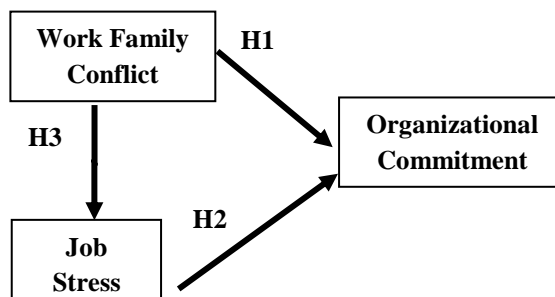 Work Family
Conflict
H1
Organizational
Commitment
H3
H2
Job
Stress